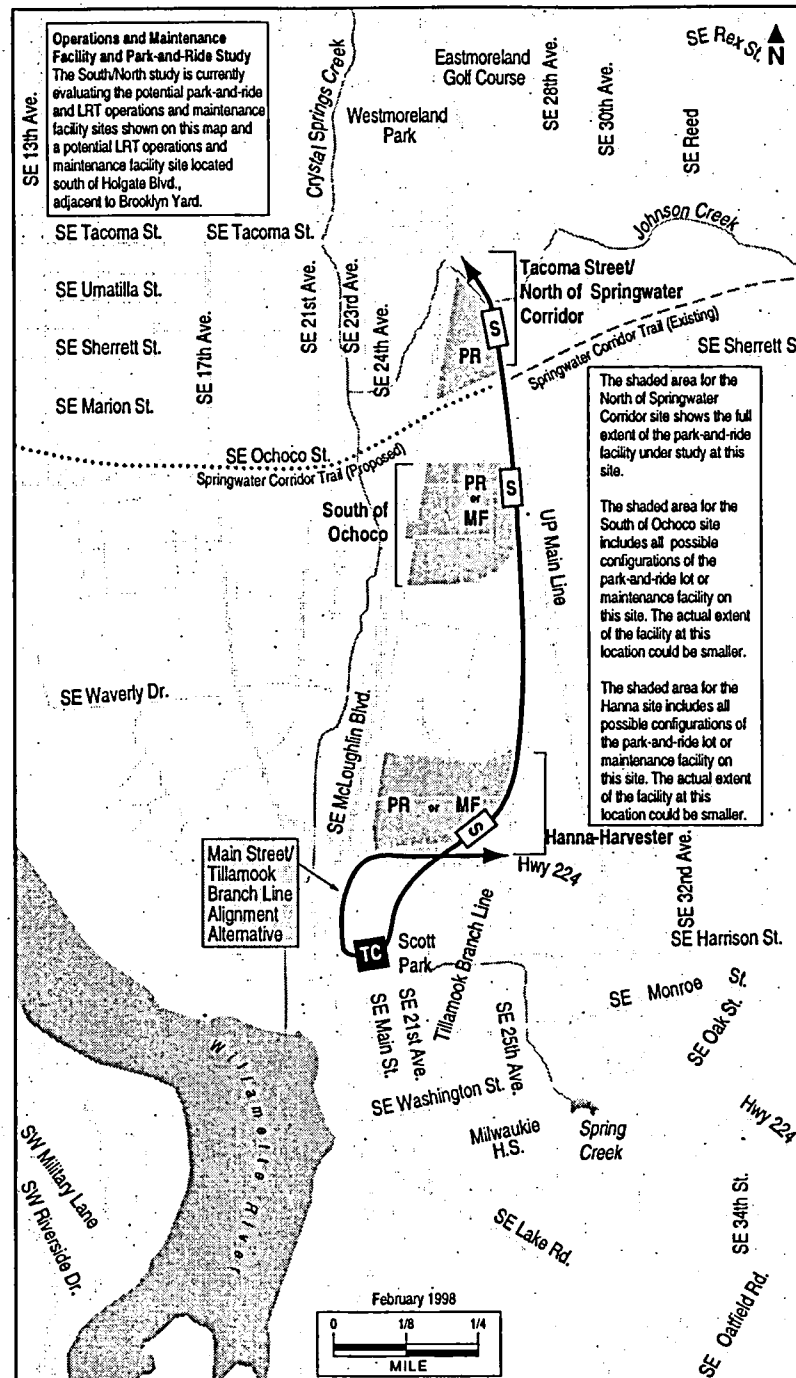 Operations and Maintenance
Facility and Park-and-Ride Study
The South/North study is currently
evaluating the potential park-and-ride
and LRT operations and maintenance
facility sites shown on this map and
a potential LRT operations and
maintenance facility site located
south of Holgate Blvd.,
adjacent to Brooklyn Yard.
SE 13th Ave.
Crystal Springs Creek
Eastmoreland
Golf Course
Westmoreland
Park
SE 28th Ave.
SE 30th Ave.
SE Rex St.
N
SE Reed
Johnson Creek
SE Tacoma St.
SE Tacoma St.
SE Umatilla St.
SE Sherrett St.
SE Marion St.
SE 17th Ave.
SE 21st Ave.
SE 23rd Ave.
SE 24th Ave.
Tacoma Street/
North of Springwater
Corridor
S
PR
Springwater Corridor Trail (Existing)
SE Sherrett S
SE Ochoco St.
Springwater Corridor Trail (Proposed)
The shaded area for the
North of Springwater
Corridor site shows the full
extent of the park-and-ride
facility under study at this
site.
The shaded area for the
South of Ochoco site
includes all possible
configurations of the
park-and-ride lot or
maintenance facility on
this site. The actual extent
of the facility at this
location could be smaller.
The shaded area for the
Hanna site includes all
possible configurations of
the park-and-ride lot or
maintenance facility on
this site. The actual extent
of the facility at this
location could be smaller.
South of
Ochoco
PR
or
MF
S
UP Main Line
SE Waverly Dr.
SE McLoughlin Blvd.
PR or MF
S
Hanna-Harvester
Hwy 224
Main Street/
Tillamook
Branch Line
Alignment
Alternative
TC
Scott
Park
Tillamook Branch Line
SE 32nd Ave.
SE Harrison St.
SE Monroe St.
SE Oak St.
SE Main St.
SE 21st Ave.
SE 25th Ave.
SE Washington St.
Milwaukie
H.S.
Spring
Creek
Hwy 224
Willamette River
SW Military Lane
SW Riverside Dr.
SE Lake Rd.
SE 34th St.
SE Oatfield Rd.
February 1998
0 1/8 1/4
MILE